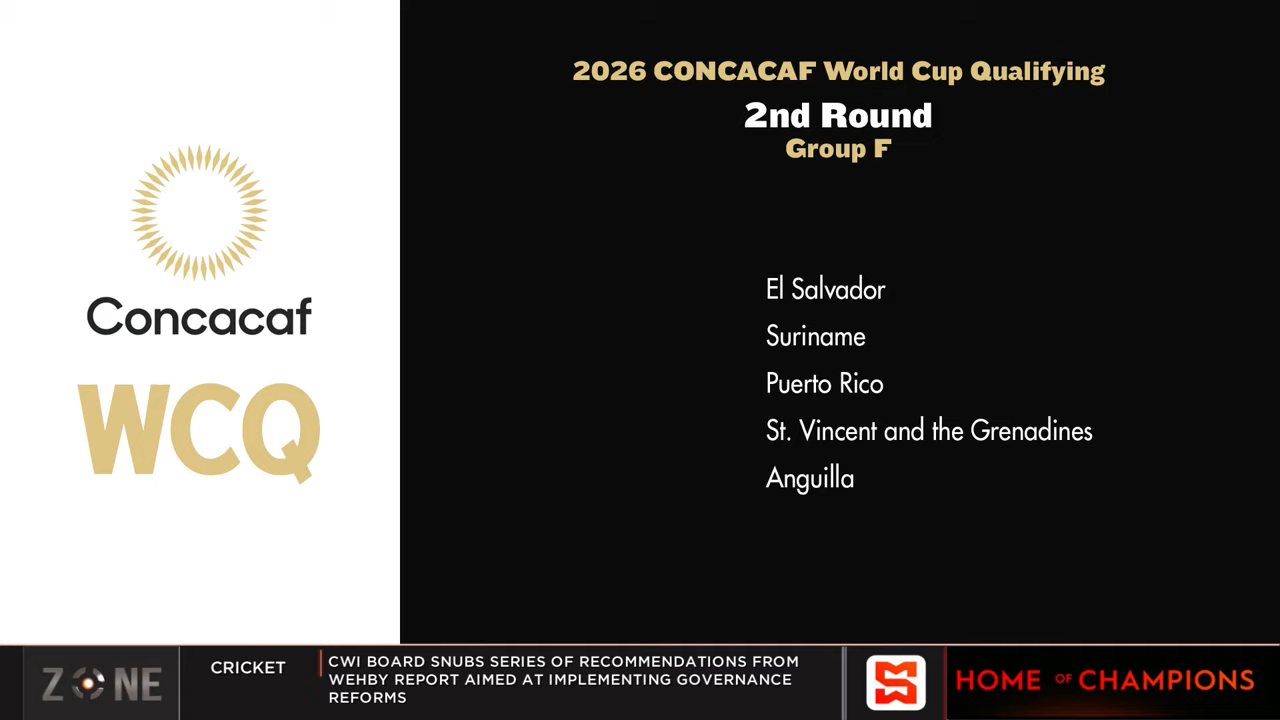 2026 CONCACAF World Cup Qualifying
2nd Round
Group F
Concacaf
WCQ
El Salvador
Suriname
Puerto Rico
St. Vincent and the Grenadines
Anguilla
ZONE
CRICKET
CWI BOARD SNUBS SERIES OF RECOMMENDATIONS FROM
WEHBY REPORT AIMED AT IMPLEMENTING GOVERNANCE
REFORMS
HOME OF CHAMPIONS